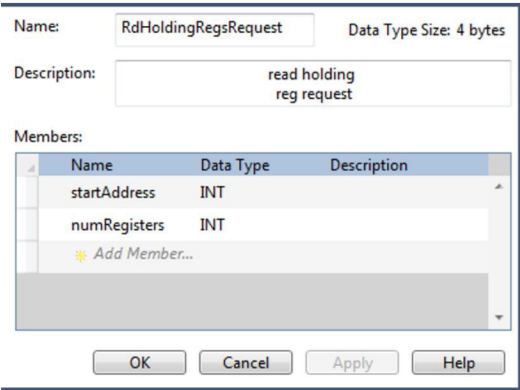 Name: RdHoldingRegsRequest Data Type Size: 4 bytes
Description: read holding
reg request
Members:
Name Data Type Description
startAddress INT
numRegisters INT
Add Member...
OK Cancel Apply Help